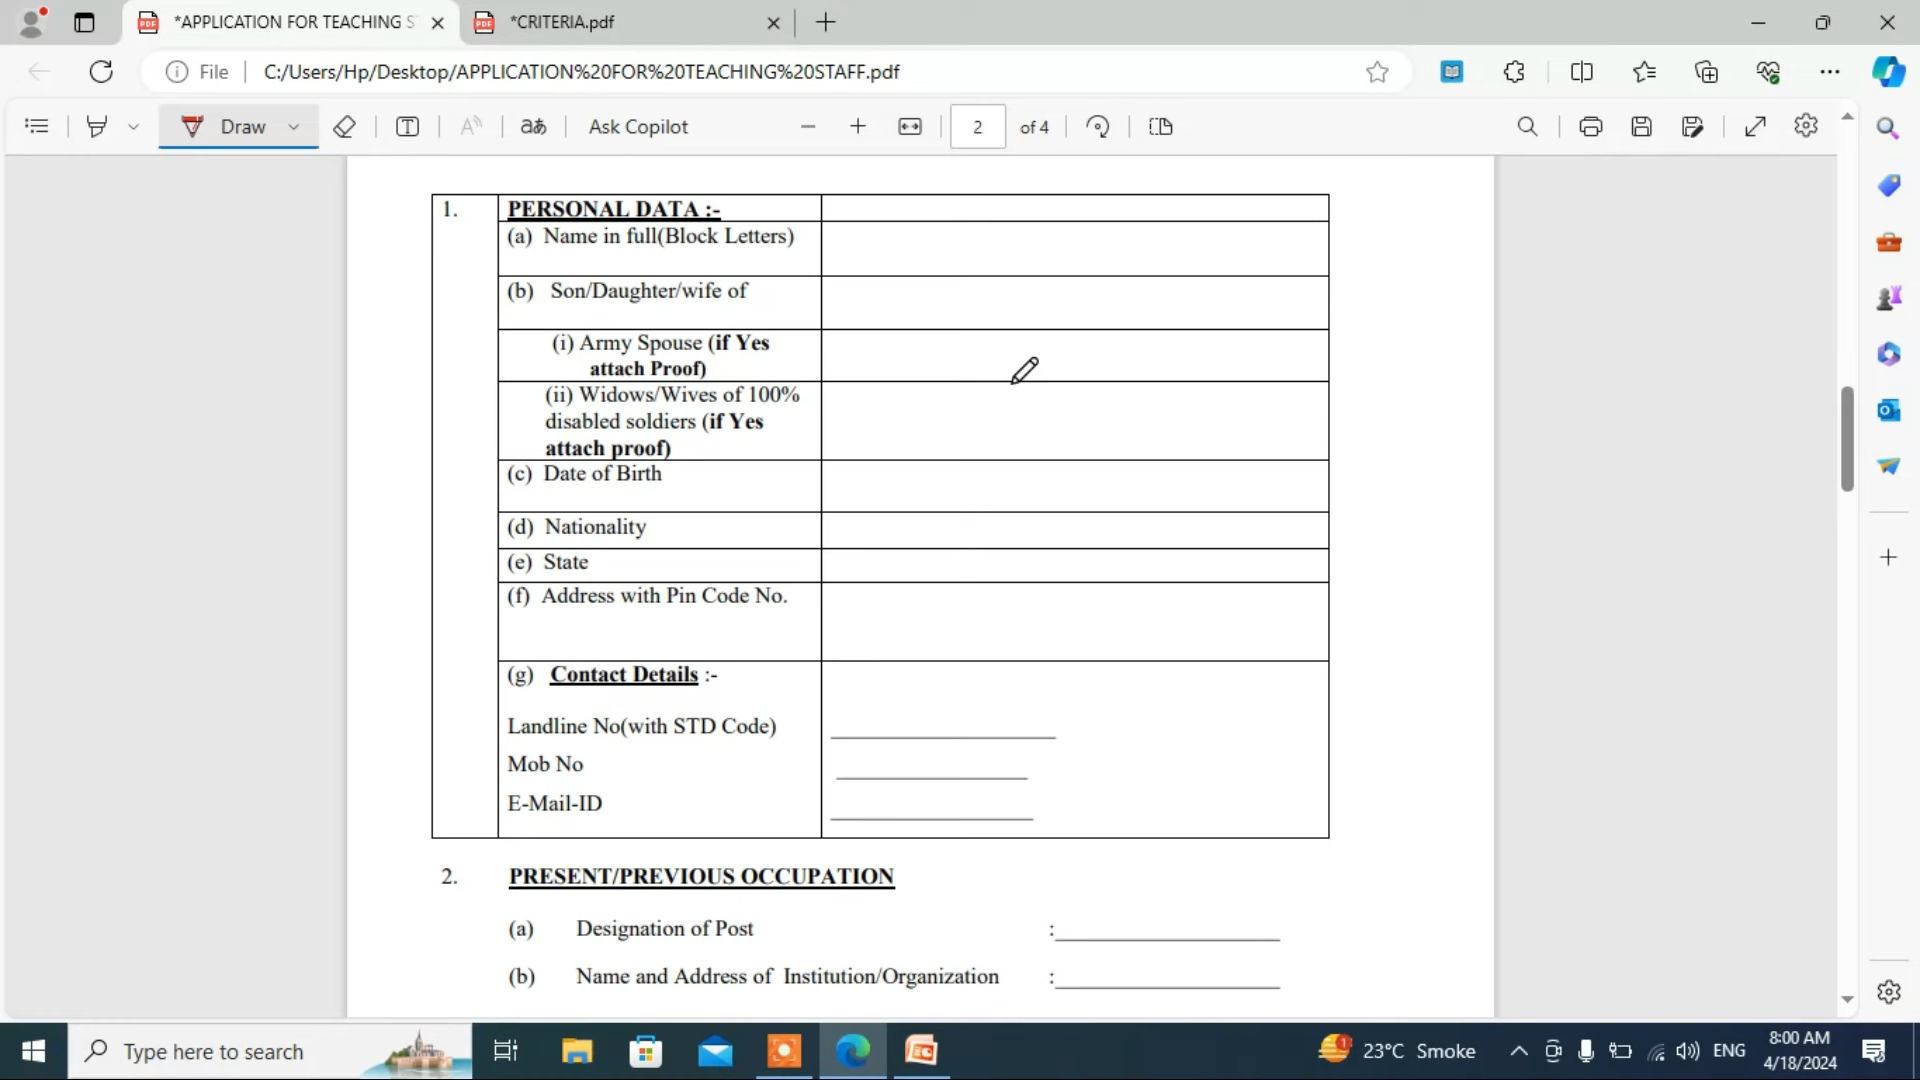 *APPLICATION FOR TEACHING S
*CRITERIA.pdf
File
C:/Users/Hp/Desktop/APPLICATION%20FOR%20TEACHING%20STAFF.pdf
Draw
aあ
Ask Copilot
2
of 4
1.
PERSONAL DATA :-
(a) Name in full(Block Letters)
(b) Son/Daughter/wife of
(i) Army Spouse (if Yes
attach Proof)
(ii) Widows/Wives of 100%
disabled soldiers (if Yes
attach proof)
(c) Date of Birth
(d) Nationality
(e) State
(f) Address with Pin Code No.
(g) Contact Details :-
Landline No(with STD Code)
Mob No
E-Mail-ID
2. PRESENT/PREVIOUS OCCUPATION
(a) Designation of Post :
(b) Name and Address of Institution/Organization :
Type here to search
1
23°C Smoke
ENG
8:00 AM
4/18/2024